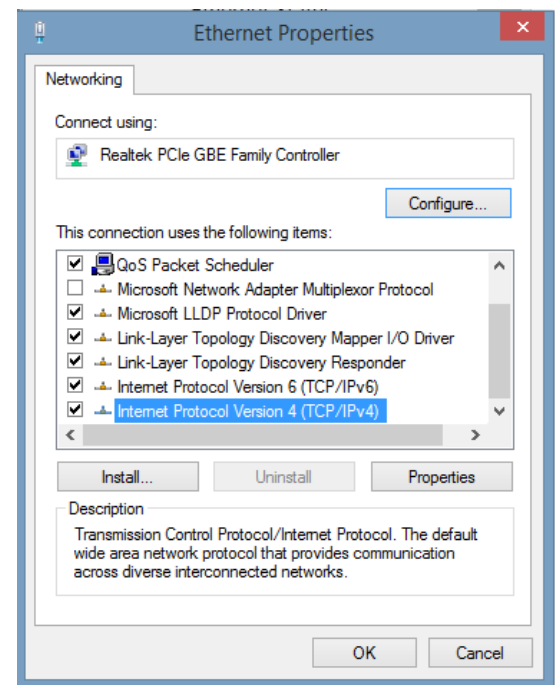 Ethernet Properties
Networking
Connect using:
Realtek PCIe GBE Family Controller
Configure...
This connection uses the following items:
QoS Packet Scheduler
Microsoft Network Adapter Multiplexor Protocol
Microsoft LLDP Protocol Driver
Link-Layer Topology Discovery Mapper I/O Driver
Link-Layer Topology Discovery Responder
Internet Protocol Version 6 (TCP/IPv6)
Internet Protocol Version 4 (TCP/IPv4)
Install...
Uninstall
Properties
Description
Transmission Control Protocol/Internet Protocol. The default
wide area network protocol that provides communication
across diverse interconnected networks.
OK
Cancel